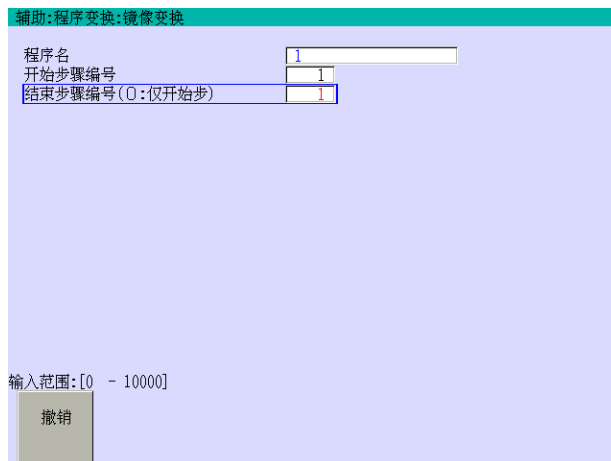 辅助:程序变换:镜像变换
程序名 1
开始步骤编号 1
结束步骤编号(0:仅开始步) 1
输入范围:[0 - 10000]
撤销